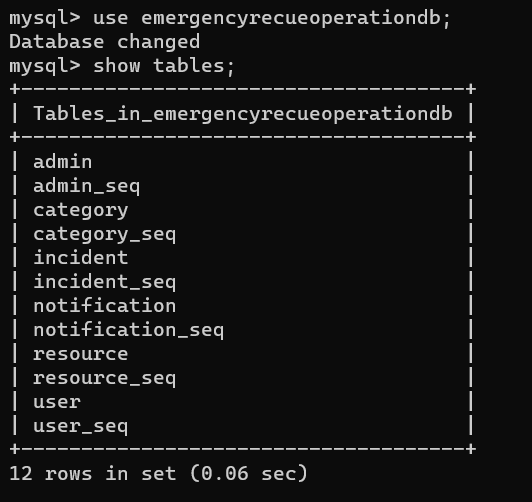 mysql> use emergencyrecueoperationdb;
Database changed
mysql> show tables;
+-------------------------------------+
| Tables_in_emergencyrecueoperationdb |
+-------------------------------------+
| admin                               |
| admin_seq                           |
| category                            |
| category_seq                        |
| incident                            |
| incident_seq                        |
| notification                        |
| notification_seq                    |
| resource                            |
| resource_seq                        |
| user                                |
| user_seq                            |
+-------------------------------------+
12 rows in set (0.06 sec)